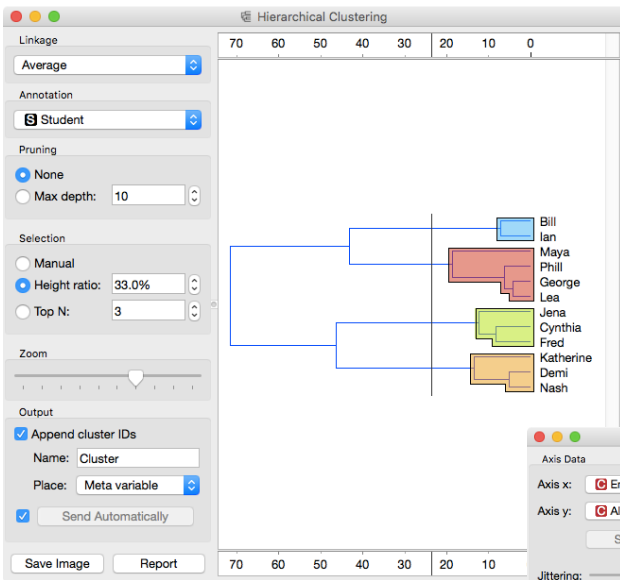 Hierarchical Clustering
Linkage
Average
Annotation
S Student
Pruning
None
Max depth: 10
Selection
Manual
Height ratio: 33.0%
Top N: 3
Zoom
Output
Append cluster IDs
Name: Cluster
Place: Meta variable
Send Automatically
Save Image Report
70 60 50 40 30 20 10 0
Bill
Ian
Maya
Phill
George
Lea
Jena
Cynthia
Fred
Katherine
Demi
Nash
70 60 50 40 30 20 10
Axis Data
Axis x: C
Axis y: C
Jittering: